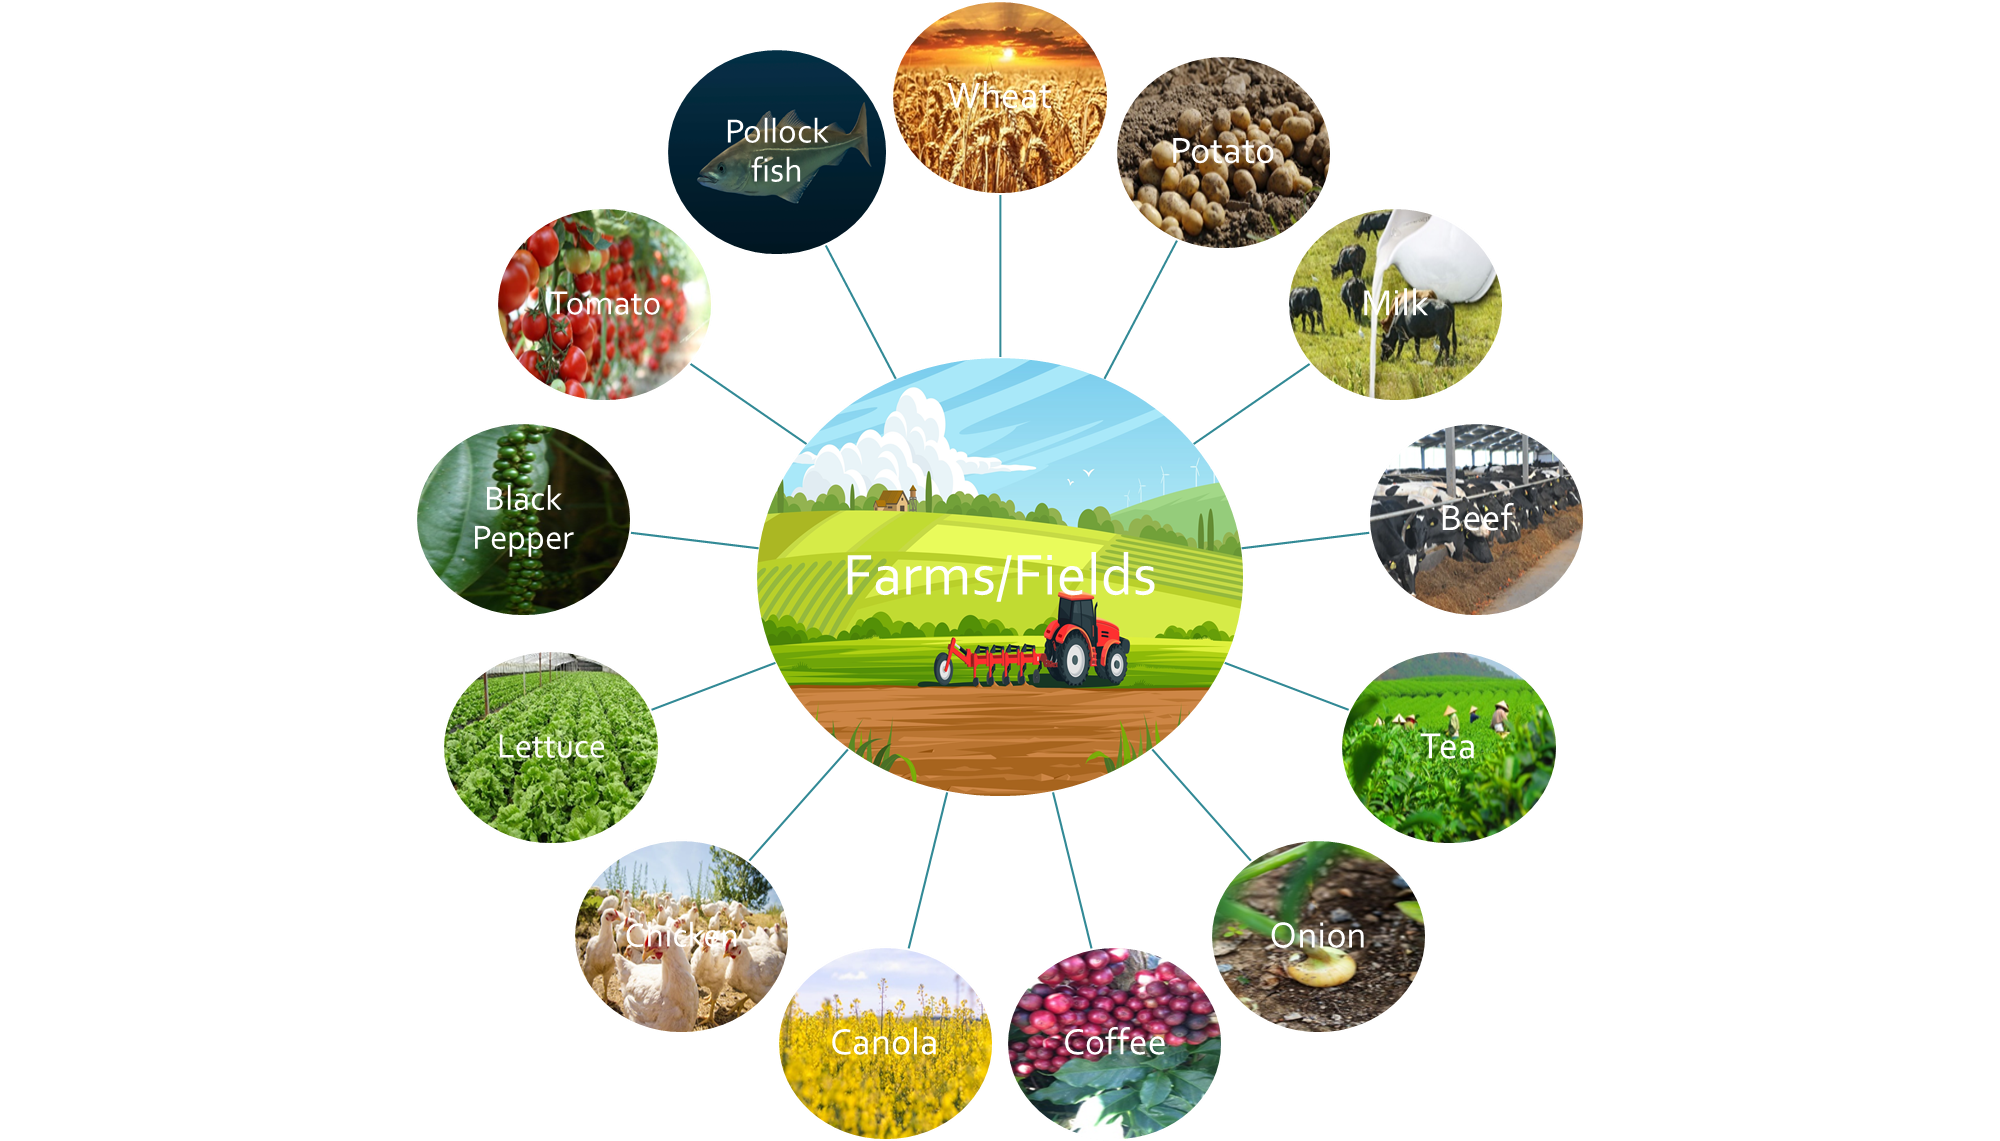 Wheat
Potato
Milk
Beef
Tea
Onion
Coffee
Canola
Chicken
Lettuce
Black
Pepper
Tomato
Pollock
fish
Farms/Fields